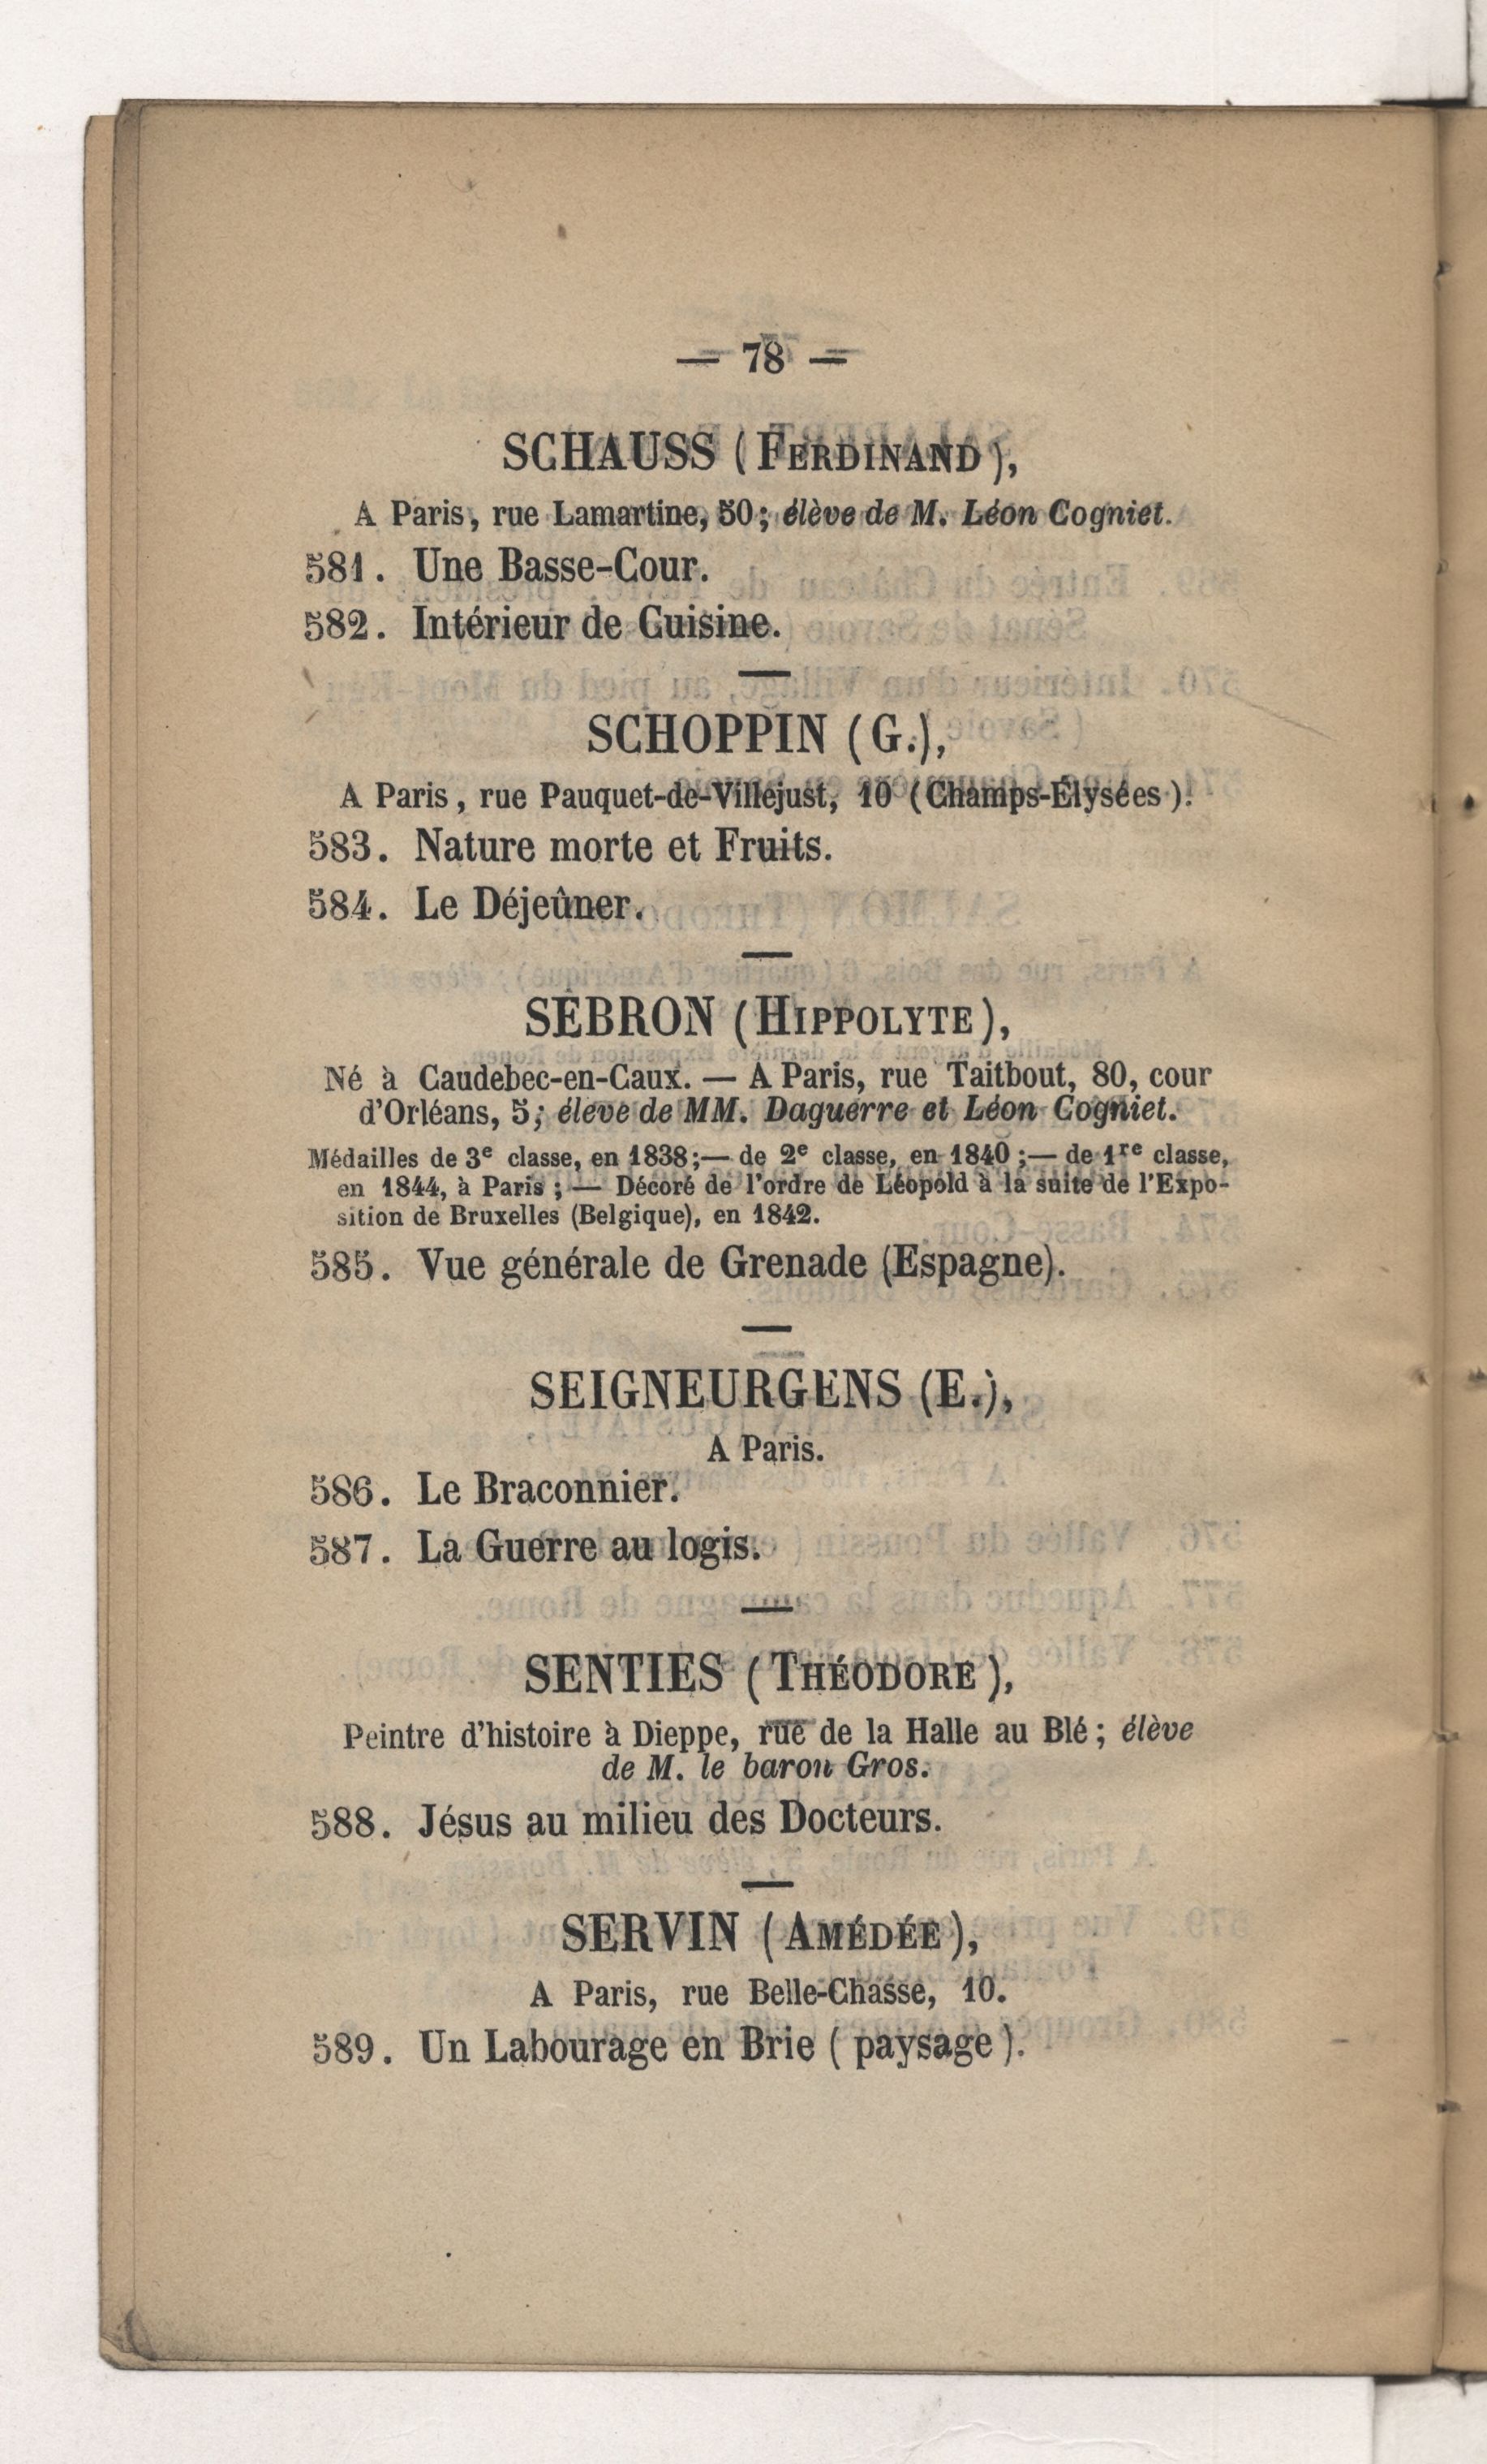 — 78 —
SCHAUSS (FERDINAND),
A Paris, rue Lamartine, 50; élève de M. Léon Cogniet.
581. Une Basse-Cour.
582. Intérieur de Cuisine.
SCHOPPIN (G.),
A Paris, rue Pauquet-de-Villejust, 10 (Champs-Élysées).
583. Nature morte et Fruits.
584. Le Déjeûner.
SÉBRON (HIPPOLYTE),
Né à Caudebec-en-Caux. — A Paris, rue Taitbout, 80, cour
d'Orléans, 5; élève de MM. Daguerre et Léon Cogniet.
Médailles de 3e classe, en 1838;— de 2e classe, en 1840;— de 1re classe,
en 1844, à Paris; — Décoré de l'ordre de Léopold à la suite de l'Expo-
sition de Bruxelles (Belgique), en 1842.
585. Vue générale de Grenade (Espagne).
SEIGNEURGENS (E.),
A Paris.
586. Le Braconnier.
587. La Guerre au logis.
SENTIES (THÉODORE),
Peintre d'histoire à Dieppe, rue de la Halle au Blé; élève
de M. le baron Gros.
588. Jésus au milieu des Docteurs.
SERVIN (AMÉDÉE),
A Paris, rue Belle-Chasse, 10.
589. Un Labourage en Brie (paysage).